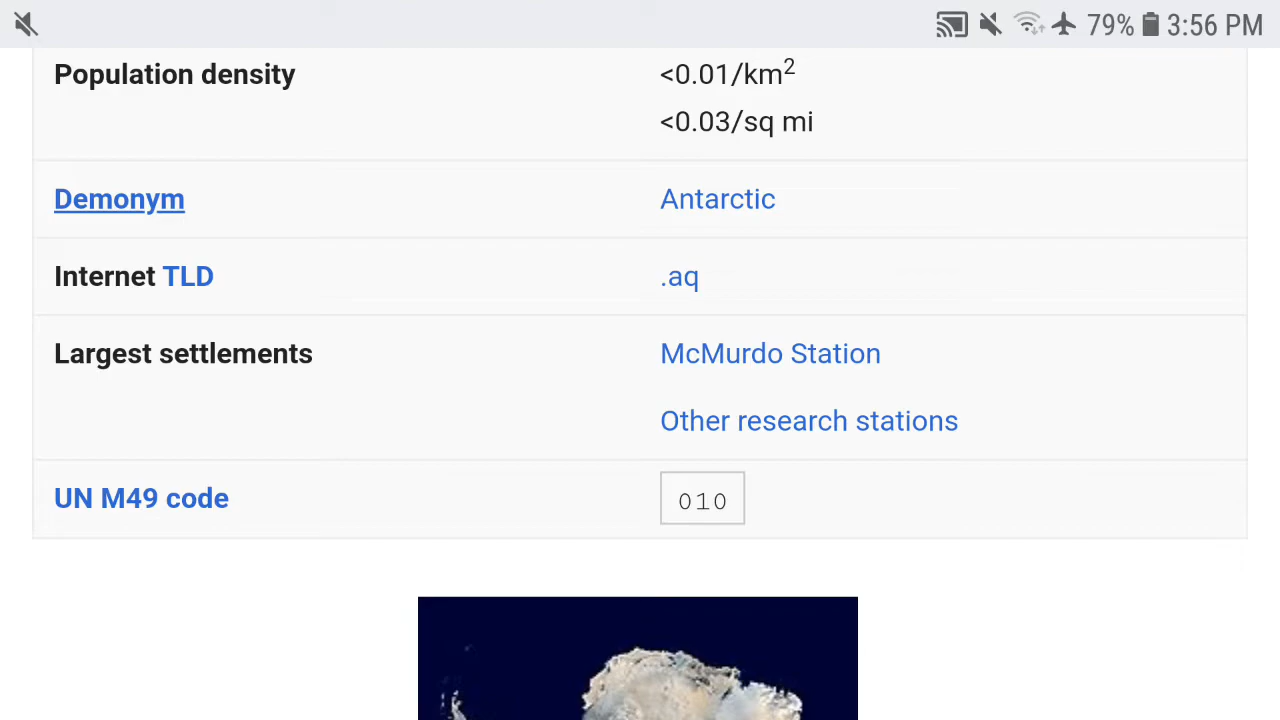 79% 3:56 PM
Population density <0.01/km²
<0.03/sq mi
Demonym Antarctic
Internet TLD .aq
Largest settlements McMurdo Station
Other research stations
UN M49 code 010